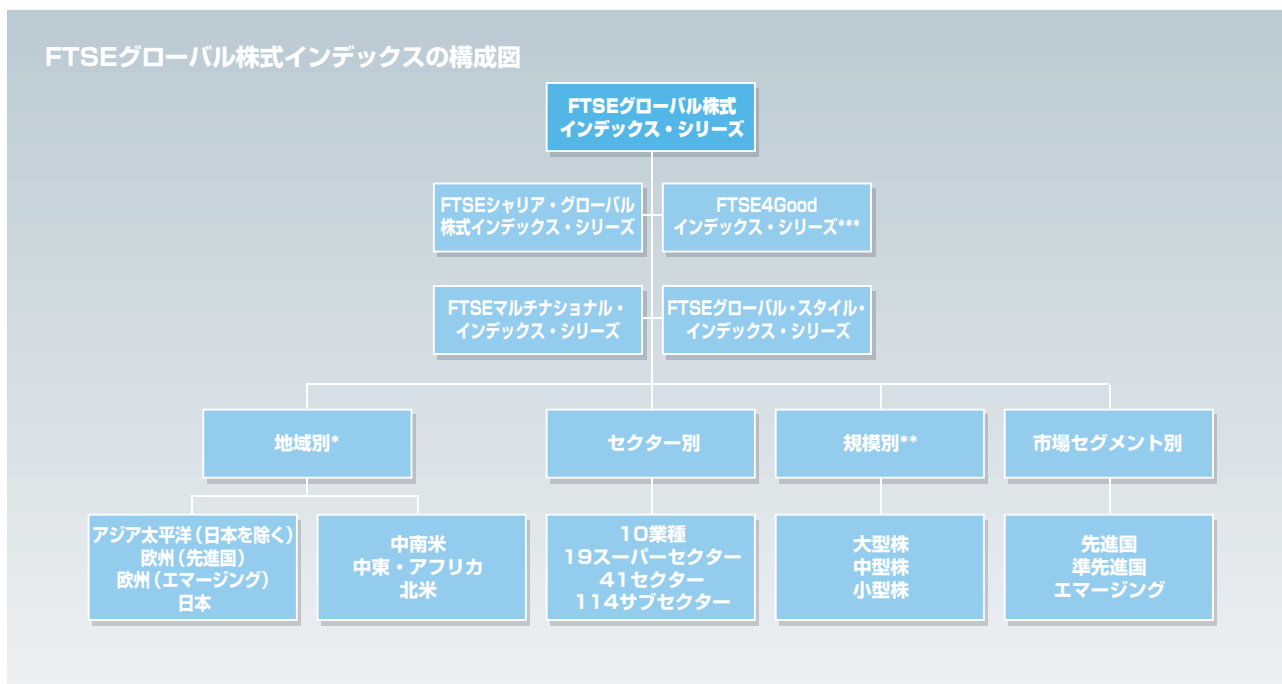 FTSEグローバル株式インデックスの構成図
FTSEグローバル株式
インデックス・シリーズ
FTSEシャリア・グローバル
株式インデックス・シリーズ
FTSE4Good
インデックス・シリーズ***
FTSEマルチナショナル・
インデックス・シリーズ
FTSEグローバル・スタイル・
インデックス・シリーズ
地域別*
セクター別
規模別**
市場セグメント別
アジア太平洋(日本を除く)
欧州(先進国)
欧州(エマージング)
日本
中南米
中東・アフリカ
北米
10業種
19スーパーセクター
41セクター
114サブセクター
大型株
中型株
小型株
先進国
準先進国
エマージング